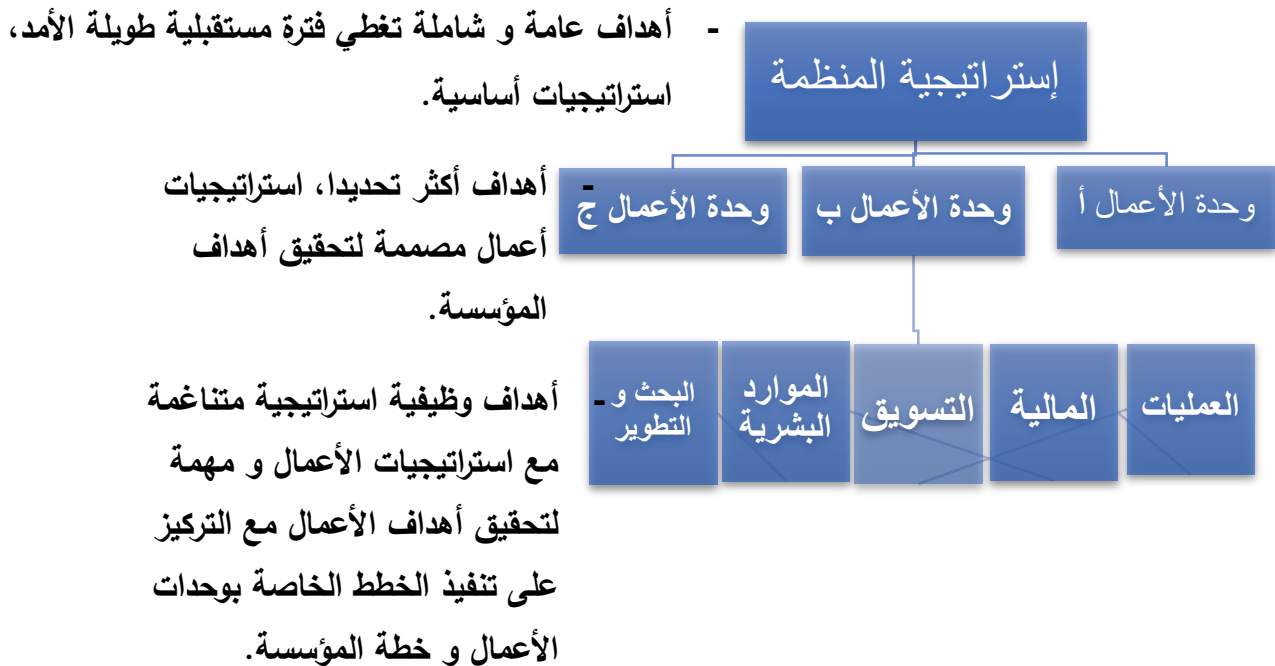 إستراتيجية المنظمة
- أهداف عامة و شاملة تغطي فترة مستقبلية طويلة الأمد،
استراتيجيات أساسية.
وحدة الأعمال أ
وحدة الأعمال ب
وحدة الأعمال ج
- أهداف أكثر تحديدا، استراتيجيات
أعمال مصممة لتحقيق أهداف
المؤسسة.
العمليات
المالية
التسويق
الموارد
البشرية
البحث و
التطوير
- أهداف وظيفية استراتيجية متناغمة
مع استراتيجيات الأعمال و مهمة
لتحقيق أهداف الأعمال مع التركيز
على تنفيذ الخطط الخاصة بوحدات
الأعمال و خطة المؤسسة.